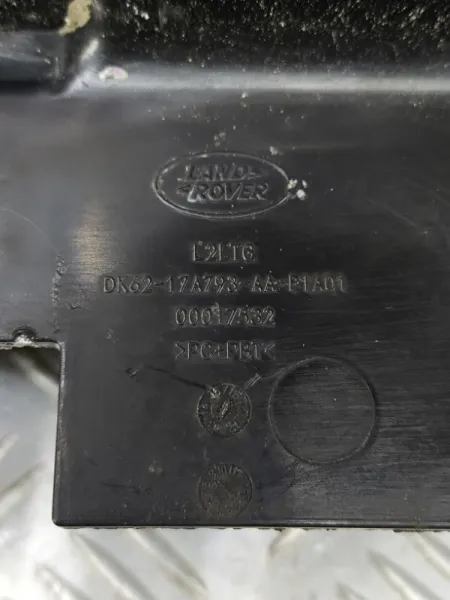 LAND
ROVER
L2LTG
DK62-17A793-AA-P1A01
00017532
>PC+PBT<